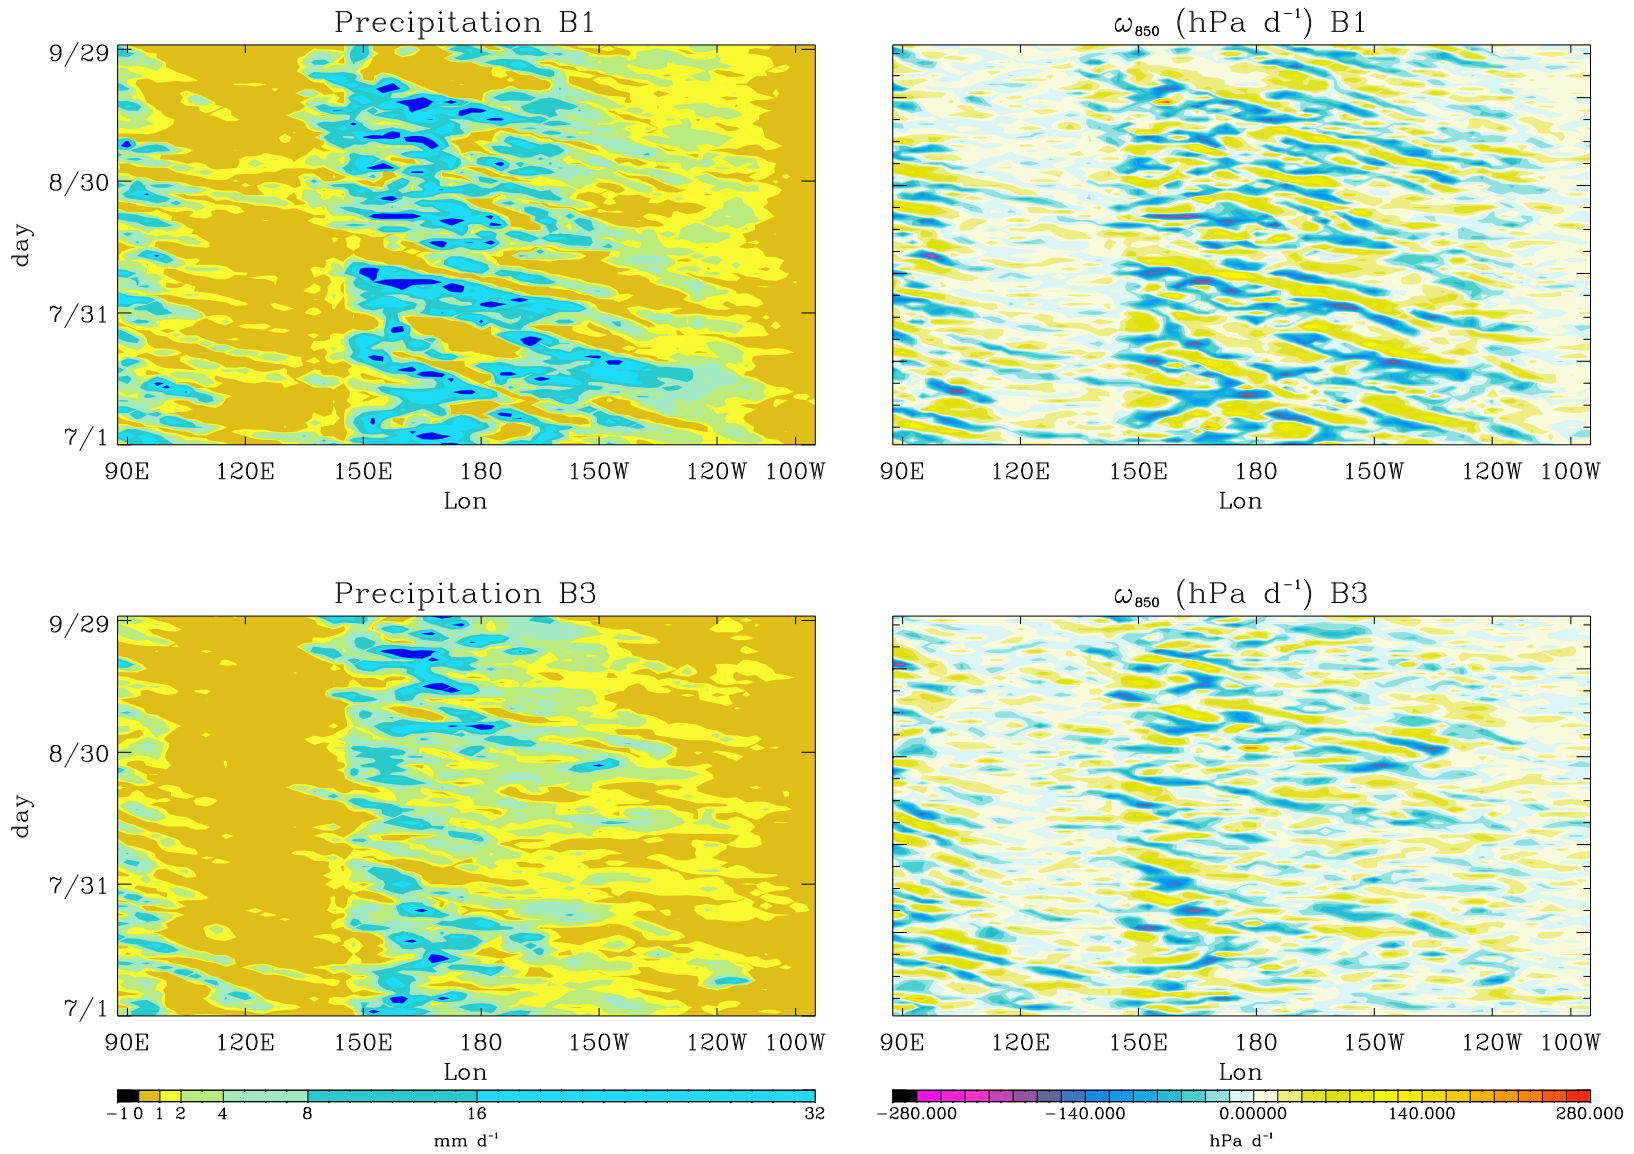 Precipitation B1
ω850 (hPa d⁻¹) B1
9/29
8/30
7/31
7/1
day
90E 120E 150E 180 150W 120W 100W
Lon
90E 120E 150E 180 150W 120W 100W
Lon
Precipitation B3
ω850 (hPa d⁻¹) B3
9/29
8/30
7/31
7/1
day
90E 120E 150E 180 150W 120W 100W
Lon
90E 120E 150E 180 150W 120W 100W
Lon
-1 0 1 2 4 8 16 32
mm d⁻¹
-280.000 -140.000 0.00000 140.000 280.000
hPa d⁻¹